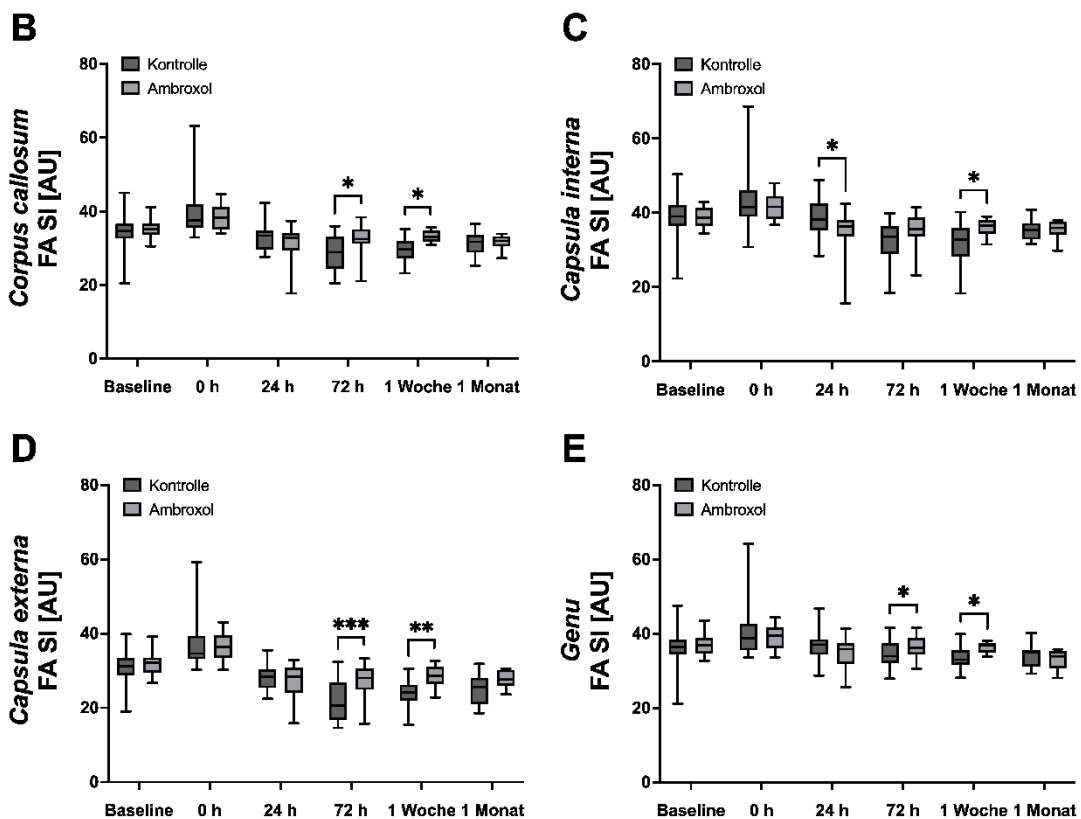 B
Corpus callosum
FA SI [AU]
80
60
40
20
0
Kontrolle
Ambroxol
*
*
Baseline 0 h 24 h 72 h 1 Woche 1 Monat
C
Capsula interna
FA SI [AU]
80
60
40
20
0
Kontrolle
Ambroxol
*
*
Baseline 0 h 24 h 72 h 1 Woche 1 Monat
D
Capsula externa
FA SI [AU]
80
60
40
20
0
Kontrolle
Ambroxol
***
**
Baseline 0 h 24 h 72 h 1 Woche 1 Monat
E
Genu
FA SI [AU]
80
60
40
20
0
Kontrolle
Ambroxol
*
*
Baseline 0 h 24 h 72 h 1 Woche 1 Monat